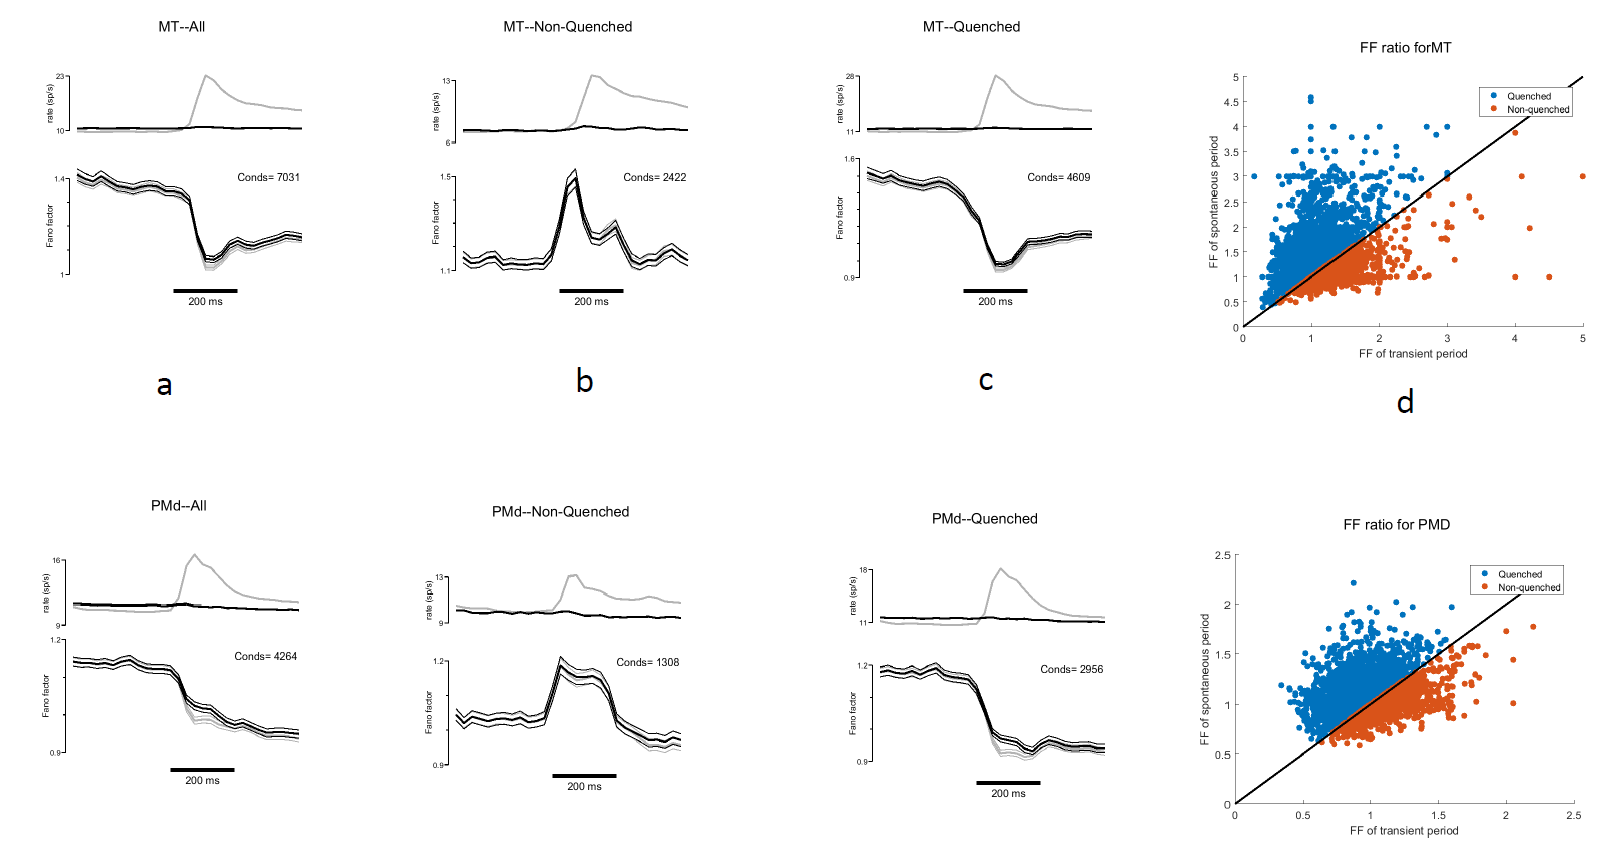 MT--All
23
rate (sp/s)
10
1.4
Fano factor
Conds= 7031
1
200 ms
a
MT--Non-Quenched
13
rate (sp/s)
6
1.5
Fano factor
Conds= 2422
1.1
200 ms
b
MT--Quenched
28
rate (sp/s)
11
1.6
Fano factor
Conds= 4609
0.9
200 ms
c
FF ratio forMT
5
4.5
4
3.5
3
2.5
2
1.5
1
0.5
0
FF of spontaneous period
Quenched
Non-quenched
0 1 2 3 4 5
FF of transient period
d
PMd--All
16
rate (sp/s)
9
1.2
Fano factor
Conds= 4264
0.9
200 ms
PMd--Non-Quenched
13
rate (sp/s)
9
1.2
Fano factor
Conds= 1308
0.9
200 ms
PMd--Quenched
18
rate (sp/s)
11
1.2
Fano factor
Conds= 2956
0.9
200 ms
FF ratio for PMD
2.5
2
1.5
1
0.5
0
FF of spontaneous period
Quenched
Non-quenched
0 0.5 1 1.5 2 2.5
FF of transient period